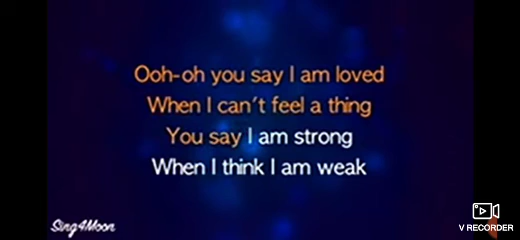 Ooh-oh you say I am loved
When I can't feel a thing
You say I am strong
When I think I am weak
Sing4Moon
V RECORDER